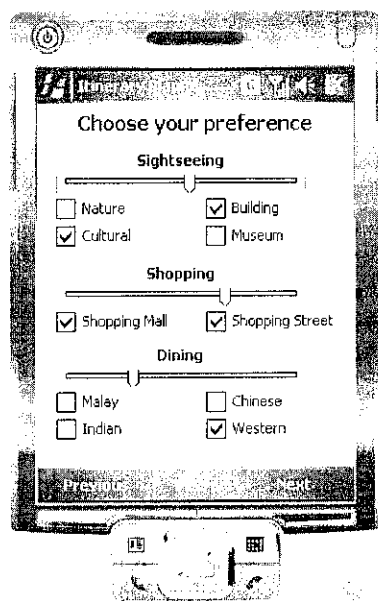 Choose your preference
Sightseeing
Nature Building
Cultural Museum
Shopping
Shopping Mall Shopping Street
Dining
Malay Chinese
Indian Western
Next